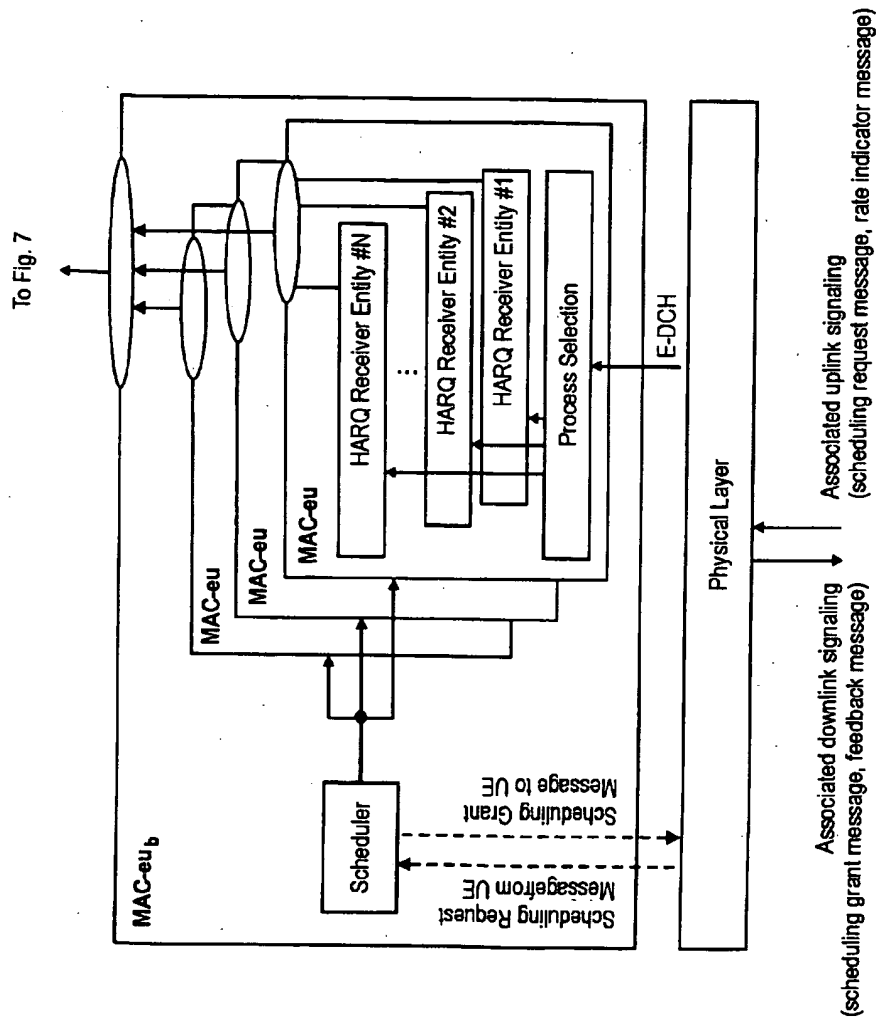 To Fig. 7
MAC-eu_b
MAC-eu
MAC-eu
MAC-eu
HARQ Receiver Entity #N
...
HARQ Receiver Entity #2
HARQ Receiver Entity #1
Process Selection
Scheduler
Scheduling Request
Messagefrom UE
Scheduling Grant
Message to UE
E-DCH
Physical Layer
Associated downlink signaling
(scheduling grant message, feedback message)
Associated uplink signaling
(scheduling request message, rate indicator message)